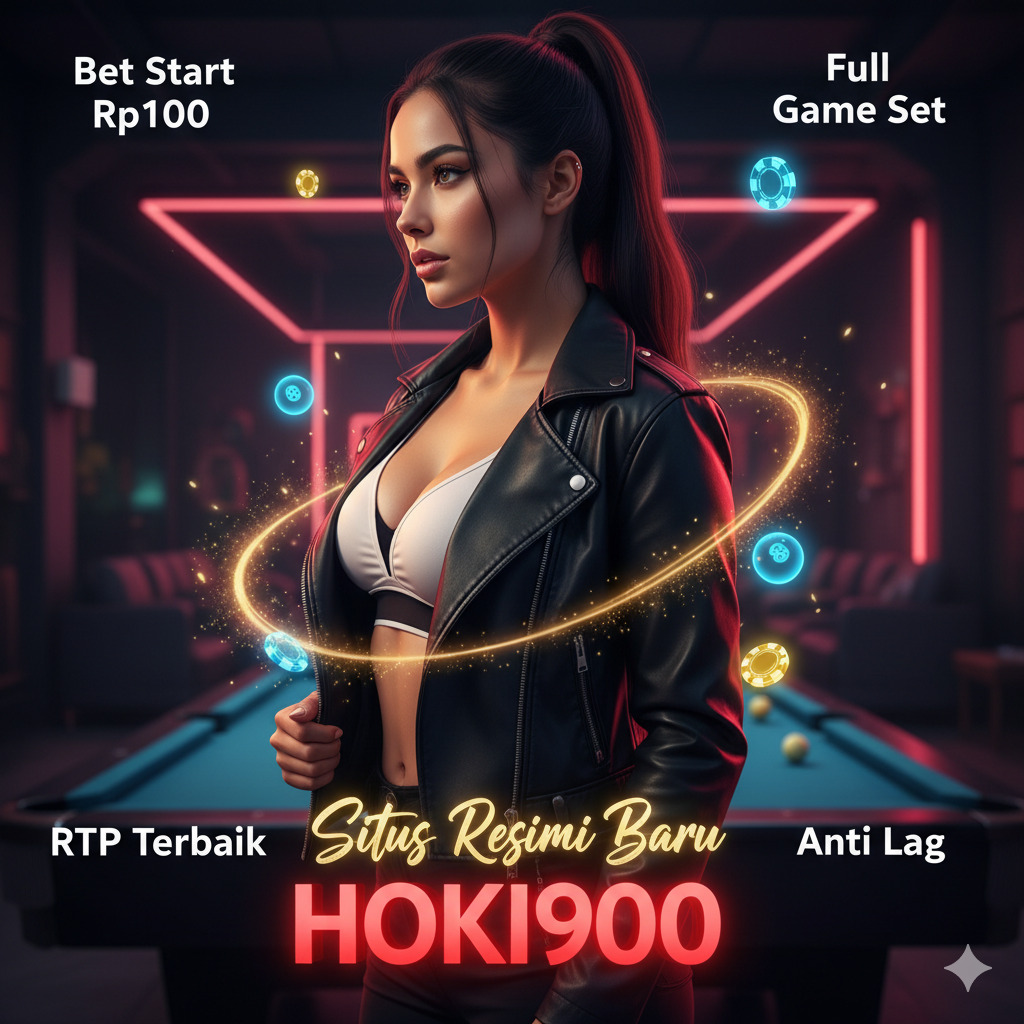 Bet Start
Rp100
Full
Game Set
RTP Terbaik
Situs Resimi Baru
Anti Lag
HOKI900